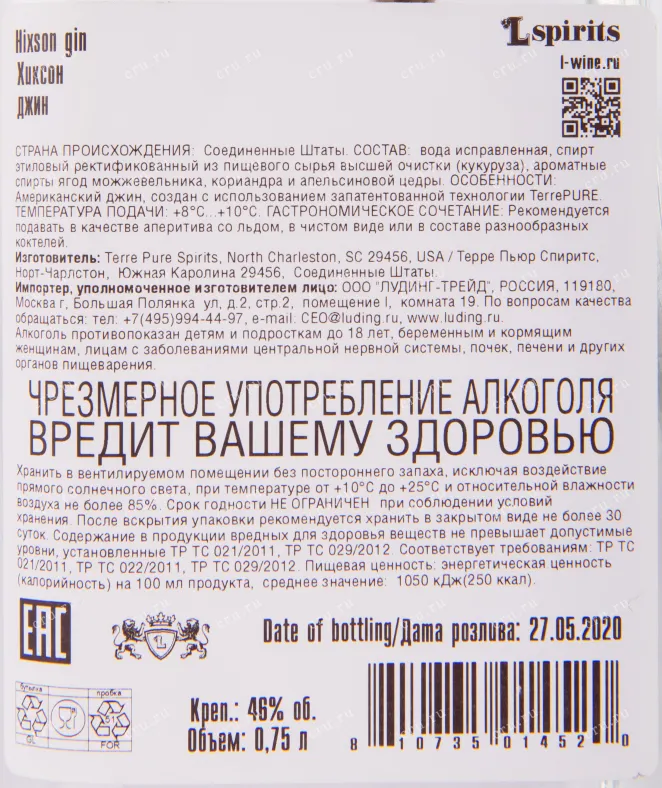 Hixson gin
Хиксон
джин
Lspirits
l-wine.ru
СТРАНА ПРОИСХОЖДЕНИЯ: Соединенные Штаты. СОСТАВ: вода исправленная, спирт
этиловый ректификованный из пищевого сырья высшей очистки (кукуруза), ароматные
спирты ягод можжевельника, кориандра и апельсиновой цедры. ОСОБЕННОСТИ:
Американский джин, создан с использованием запатентованной технологии TerrePURE.
ТЕМПЕРАТУРА ПОДАЧИ: +8°С...+10°С. ГАСТРОНОМИЧЕСКОЕ СОЧЕТАНИЕ: Рекомендуется
подавать в качестве аперитива со льдом, в чистом виде или в составе разнообразных
коктелей.
Изготовитель: Terre Pure Spirits, North Charleston, SC 29456, USA / Терре Пьюр Спиритс,
Норт-Чарлстон, Южная Каролина 29456, Соединенные Штаты.
Импортер, уполномоченное изготовителем лицо: ООО "ЛУДИНГ-ТРЕЙД", РОССИЯ, 119180,
Москва г, Большая Полянка ул, д.2, стр.2, помещение I, комната 19. По вопросам качества
обращаться: тел: +7(495)994-44-97, e-mail: CEO@luding.ru, www.luding.ru.
Алкоголь противопоказан детям и подросткам до 18 лет, беременным и кормящим
женщинам, лицам с заболеваниями центральной нервной системы, почек, печени и других
органов пищеварения.
ЧРЕЗМЕРНОЕ УПОТРЕБЛЕНИЕ АЛКОГОЛЯ
ВРЕДИТ ВАШЕМУ ЗДОРОВЬЮ
Хранить в вентилируемом помещении без постороннего запаха, исключая воздействие
прямого солнечного света, при температуре от +10°С до +25°С и относительной влажности
воздуха не более 85%. Срок годности НЕ ОГРАНИЧЕН при соблюдении условий
хранения. После вскрытия упаковки рекомендуется хранить в закрытом виде не более 30
суток. Содержание в продукции вредных для здоровья веществ не превышает допустимые
уровни, установленные ТР ТС 021/2011, ТР ТС 029/2012. Соответствует требованиям: ТР ТС
021/2011, ТР ТС 022/2011, ТР ТС 029/2012. Пищевая ценность: энергетическая ценность
(калорийность) на 100 мл продукта, среднее значение: 1050 кДж(250 ккал).
EAC
L
Date of bottling/Дата розлива: 27.05.2020
бутылка
пробка
71
51
GL
FOR
Креп.: 46% об.
Объем: 0,75 л
8 10735 01452 0
cru.ru